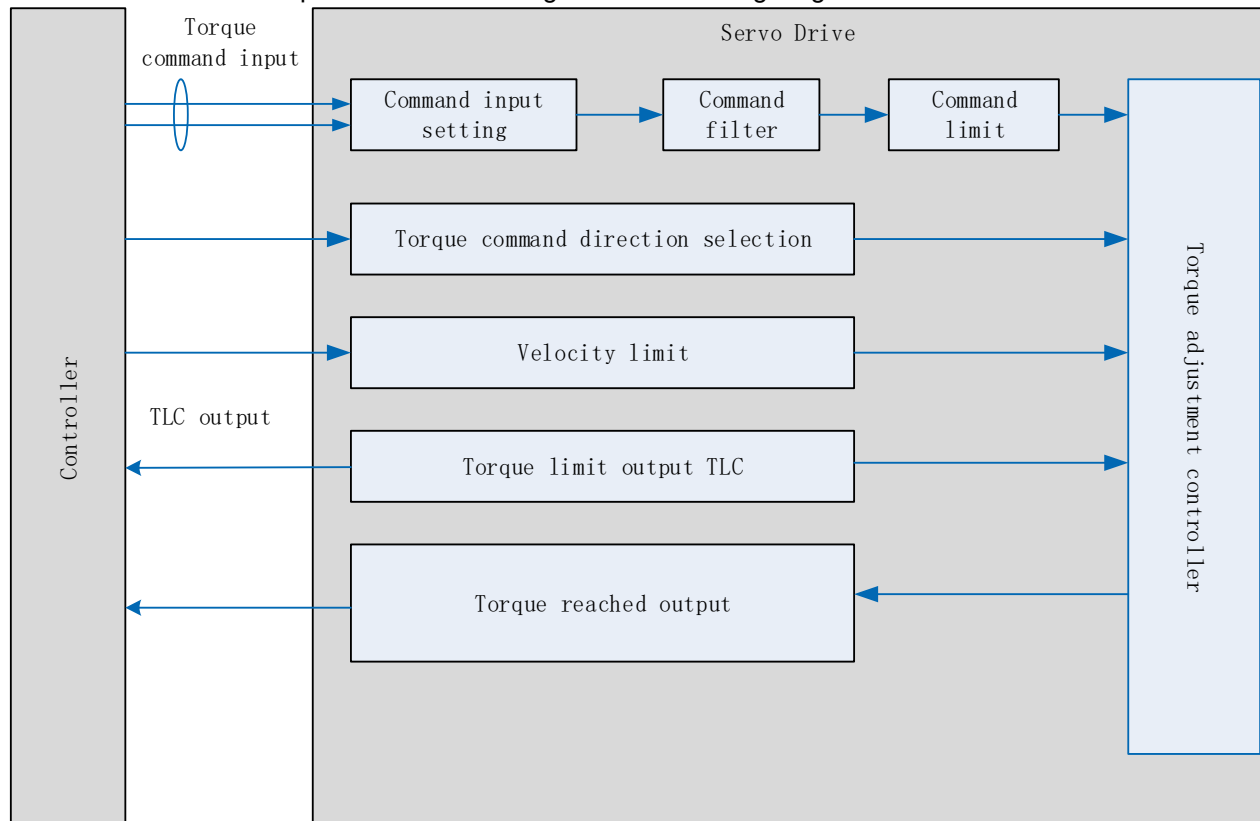 Torque
command input
Servo Drive
Command input
setting
Command
filter
Command
limit
Torque command direction selection
Velocity limit
TLC output
Torque limit output TLC
Torque reached output
Controller
Torque adjustment controller